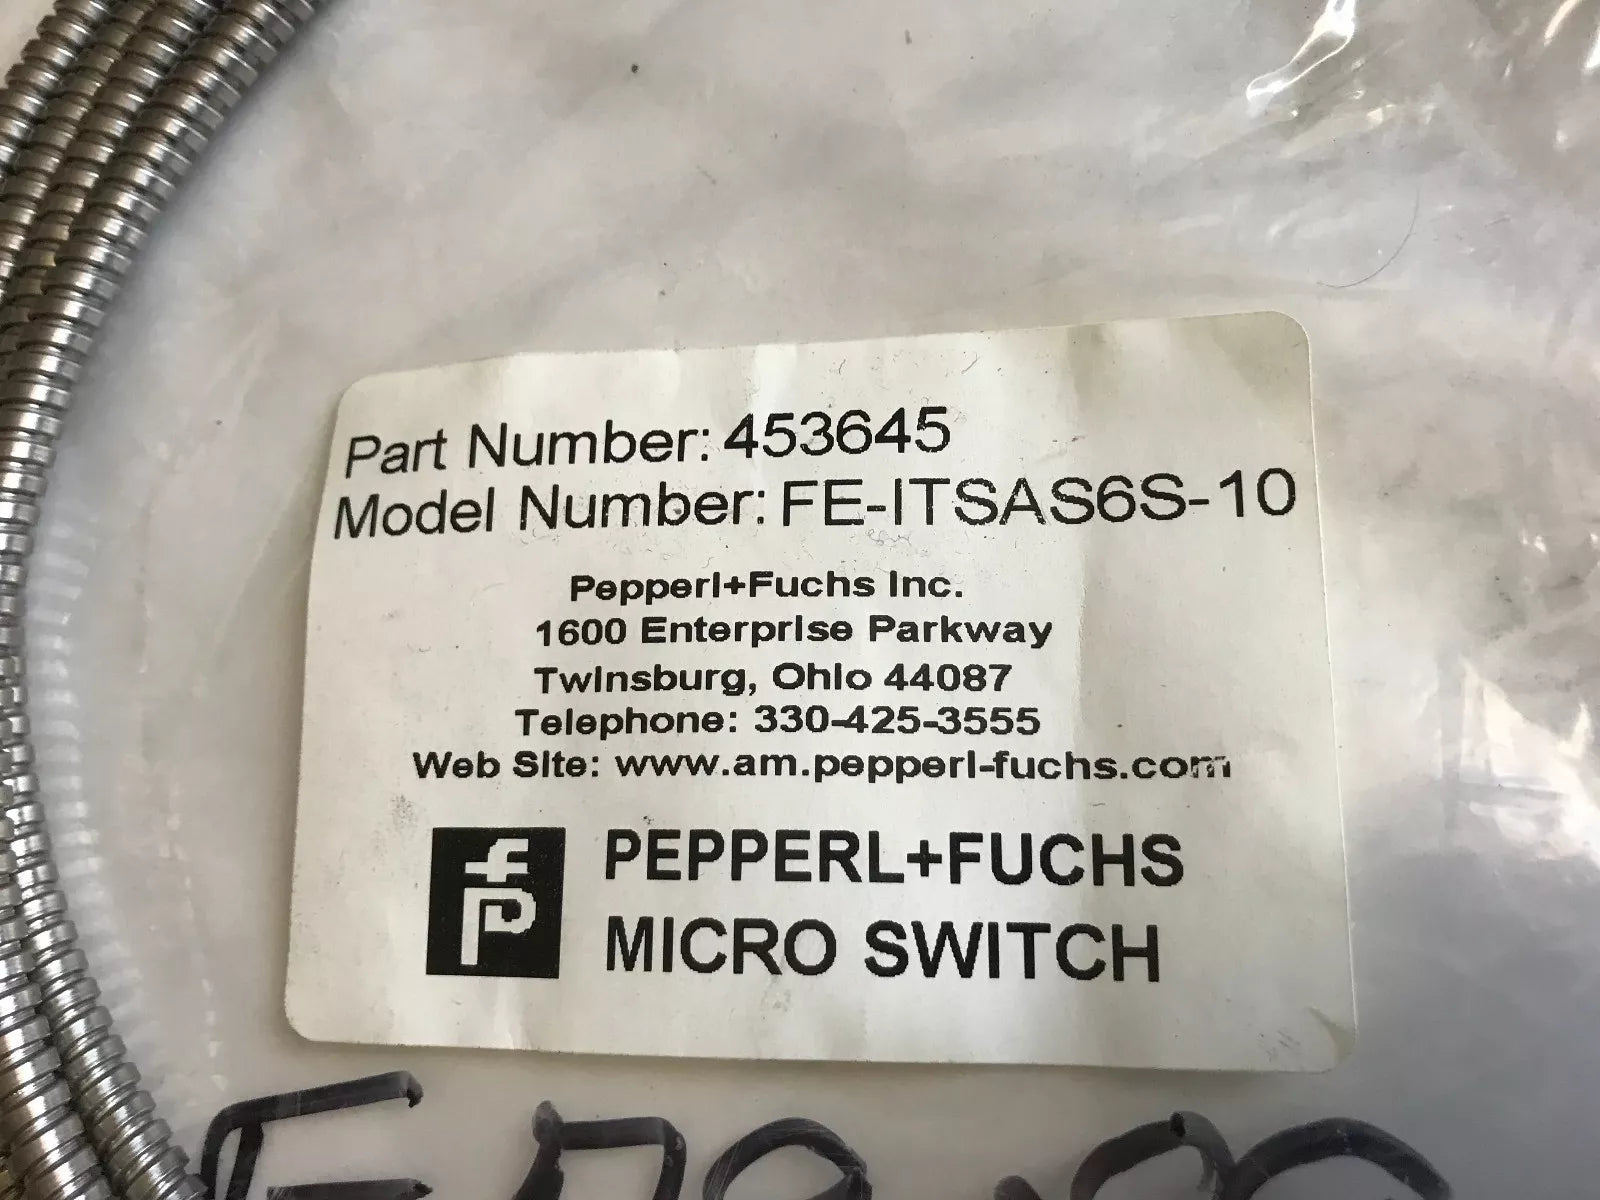 Part Number: 453645
Model Number: FE-ITSAS6S-10
Pepperl+Fuchs Inc.
1600 Enterprise Parkway
Twinsburg, Ohio 44087
Telephone: 330-425-3555
Web Site: www.am.pepperl-fuchs.com
PEPPERL+FUCHS
MICRO SWITCH